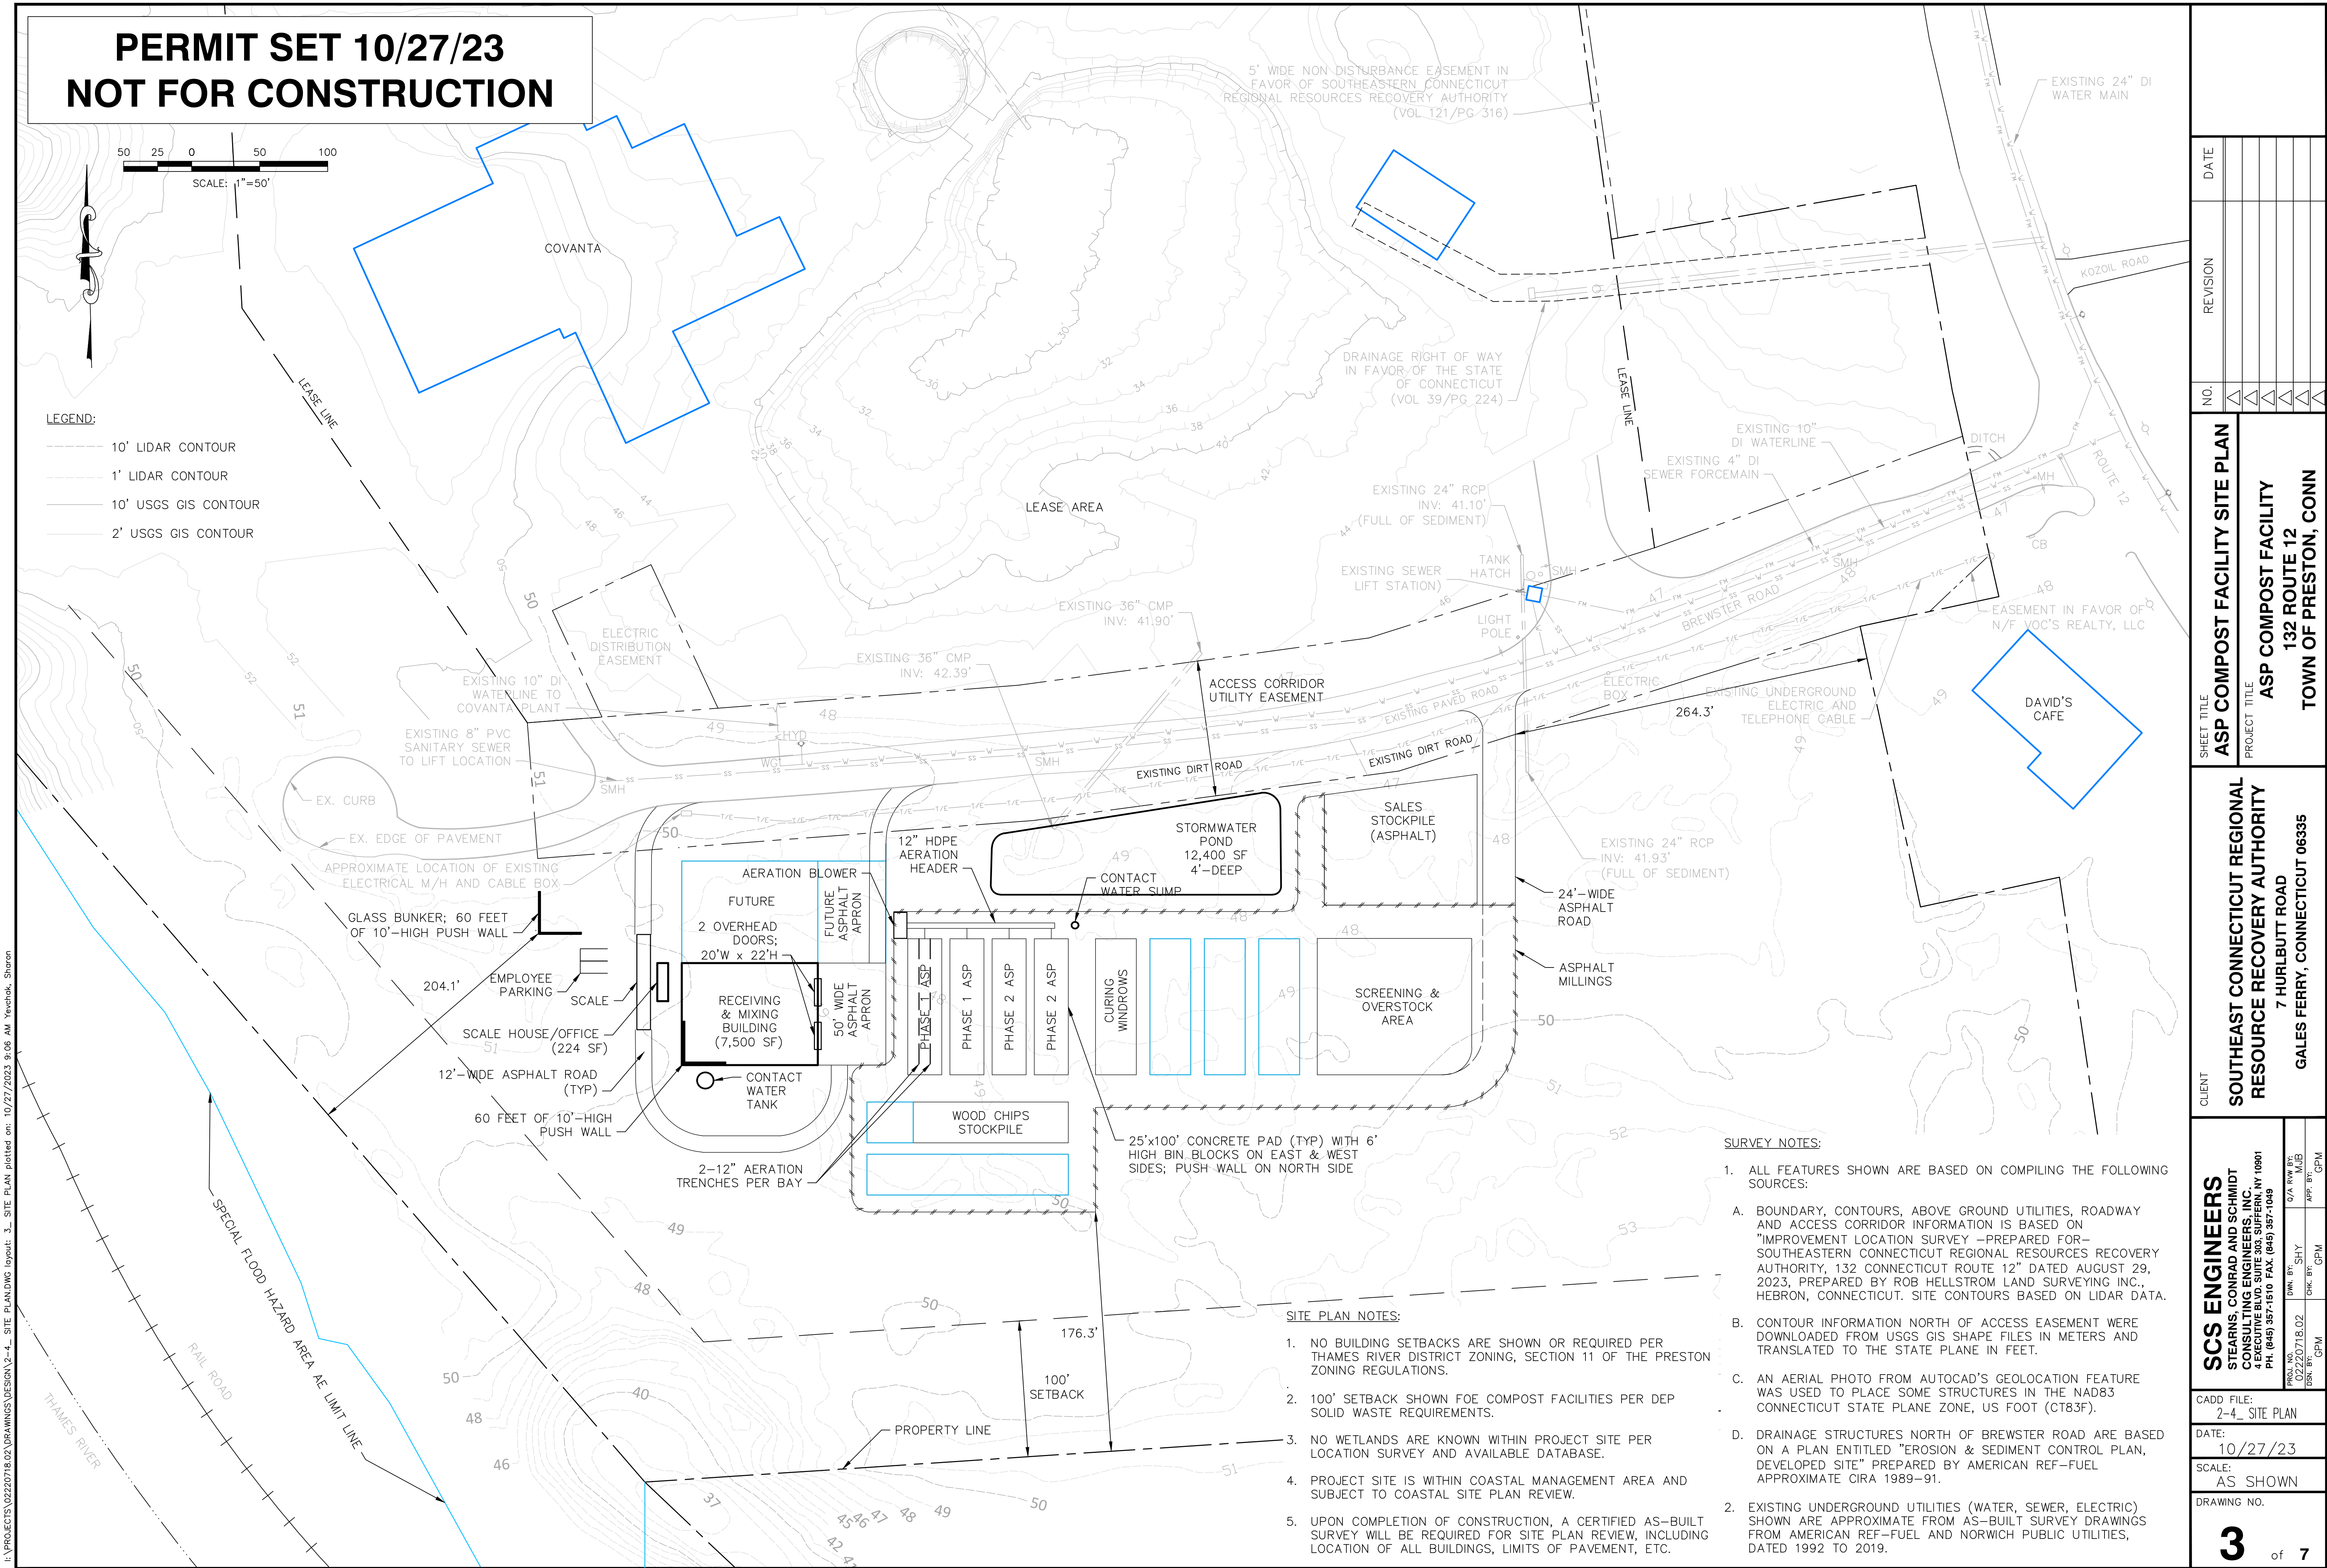 PERMIT SET 10/27/23
NOT FOR CONSTRUCTION
50 25 0 50 100
SCALE: 1"=50'
LEGEND:
10' LIDAR CONTOUR
1' LIDAR CONTOUR
10' USGS GIS CONTOUR
2' USGS GIS CONTOUR
COVANTA
LEASE LINE
5' WIDE NON DISTURBANCE EASEMENT IN
FAVOR OF SOUTHEASTERN CONNECTICUT
REGIONAL RESOURCES RECOVERY AUTHORITY
(VOL 121/PG 316)
EXISTING 24" DI
WATER MAIN
KOZOIL ROAD
DRAINAGE RIGHT OF WAY
IN FAVOR OF THE STATE
OF CONNECTICUT
(VOL 39/PG 224)
LEASE LINE
EXISTING 10"
DI WATERLINE
EXISTING 4" DI
SEWER FORCEMAIN
DITCH
MH
ROUTE 12
CB
LEASE AREA
EXISTING 24" RCP
INV: 41.10'
(FULL OF SEDIMENT)
TANK
HATCH
SMH
EXISTING SEWER
LIFT STATION)
LIGHT
POLE
SMH
BREWSTER ROAD
EASEMENT IN FAVOR OF
N/F VOC'S REALTY, LLC
ELECTRIC
DISTRIBUTION
EASEMENT
EXISTING 36" CMP
INV: 41.90'
EXISTING 36" CMP
INV: 42.39'
ACCESS CORRIDOR
UTILITY EASEMENT
ELECTRIC
BOX
EXISTING PAVED ROAD
EXISTING UNDERGROUND
ELECTRIC AND
TELEPHONE CABLE
264.3'
DAVID'S
CAFE
EXISTING 10" DI
WATERLINE TO
COVANTA PLANT
EXISTING 8" PVC
SANITARY SEWER
TO LIFT LOCATION
HYD
WG
SMH
SMH
EXISTING DIRT ROAD
EXISTING DIRT ROAD
EX. CURB
EX. EDGE OF PAVEMENT
APPROXIMATE LOCATION OF EXISTING
ELECTRICAL M/H AND CABLE BOX
SALES
STOCKPILE
(ASPHALT)
STORMWATER
POND
12,400 SF
4'-DEEP
12" HDPE
AERATION
HEADER
AERATION BLOWER
CONTACT
WATER SUMP
EXISTING 24" RCP
INV: 41.93'
(FULL OF SEDIMENT)
24'-WIDE
ASPHALT
ROAD
ASPHALT
MILLINGS
GLASS BUNKER; 60 FEET
OF 10'-HIGH PUSH WALL
FUTURE
FUTURE
ASPHALT
APRON
2 OVERHEAD
DOORS;
20'W x 22'H
204.1'
EMPLOYEE
PARKING
SCALE
SCALE HOUSE/OFFICE
(224 SF)
RECEIVING
& MIXING
BUILDING
(7,500 SF)
50' WIDE
ASPHALT
APRON
PHASE 1 ASP
PHASE 1 ASP
PHASE 2 ASP
PHASE 2 ASP
CURING
WINDROWS
SCREENING &
OVERSTOCK
AREA
12'-WIDE ASPHALT ROAD
(TYP)
CONTACT
WATER
TANK
60 FEET OF 10'-HIGH
PUSH WALL
WOOD CHIPS
STOCKPILE
2-12" AERATION
TRENCHES PER BAY
25'x100' CONCRETE PAD (TYP) WITH 6'
HIGH BIN BLOCKS ON EAST & WEST
SIDES; PUSH WALL ON NORTH SIDE
SPECIAL FLOOD HAZARD AREA AE LIMIT LINE
RAIL ROAD
THAMES RIVER
PROPERTY LINE
176.3'
100'
SETBACK
SITE PLAN NOTES:
1. NO BUILDING SETBACKS ARE SHOWN OR REQUIRED PER
THAMES RIVER DISTRICT ZONING, SECTION 11 OF THE PRESTON
ZONING REGULATIONS.
2. 100' SETBACK SHOWN FOE COMPOST FACILITIES PER DEP
SOLID WASTE REQUIREMENTS.
3. NO WETLANDS ARE KNOWN WITHIN PROJECT SITE PER
LOCATION SURVEY AND AVAILABLE DATABASE.
4. PROJECT SITE IS WITHIN COASTAL MANAGEMENT AREA AND
SUBJECT TO COASTAL SITE PLAN REVIEW.
5. UPON COMPLETION OF CONSTRUCTION, A CERTIFIED AS-BUILT
SURVEY WILL BE REQUIRED FOR SITE PLAN REVIEW, INCLUDING
LOCATION OF ALL BUILDINGS, LIMITS OF PAVEMENT, ETC.
SURVEY NOTES:
1. ALL FEATURES SHOWN ARE BASED ON COMPILING THE FOLLOWING
SOURCES:
A. BOUNDARY, CONTOURS, ABOVE GROUND UTILITIES, ROADWAY
AND ACCESS CORRIDOR INFORMATION IS BASED ON
"IMPROVEMENT LOCATION SURVEY -PREPARED FOR-
SOUTHEASTERN CONNECTICUT REGIONAL RESOURCES RECOVERY
AUTHORITY, 132 CONNECTICUT ROUTE 12" DATED AUGUST 29,
2023, PREPARED BY ROB HELLSTROM LAND SURVEYING INC.,
HEBRON, CONNECTICUT. SITE CONTOURS BASED ON LIDAR DATA.
B. CONTOUR INFORMATION NORTH OF ACCESS EASEMENT WERE
DOWNLOADED FROM USGS GIS SHAPE FILES IN METERS AND
TRANSLATED TO THE STATE PLANE IN FEET.
C. AN AERIAL PHOTO FROM AUTOCAD'S GEOLOCATION FEATURE
WAS USED TO PLACE SOME STRUCTURES IN THE NAD83
CONNECTICUT STATE PLANE ZONE, US FOOT (CT83F).
D. DRAINAGE STRUCTURES NORTH OF BREWSTER ROAD ARE BASED
ON A PLAN ENTITLED "EROSION & SEDIMENT CONTROL PLAN,
DEVELOPED SITE" PREPARED BY AMERICAN REF-FUEL
APPROXIMATE CIRA 1989-91.
2. EXISTING UNDERGROUND UTILITIES (WATER, SEWER, ELECTRIC)
SHOWN ARE APPROXIMATE FROM AS-BUILT SURVEY DRAWINGS
FROM AMERICAN REF-FUEL AND NORWICH PUBLIC UTILITIES,
DATED 1992 TO 2019.
NO. REVISION DATE
SHEET TITLE
ASP COMPOST FACILITY SITE PLAN
PROJECT TITLE
ASP COMPOST FACILITY
132 ROUTE 12
TOWN OF PRESTON, CONN
CLIENT
SOUTHEAST CONNECTICUT REGIONAL
RESOURCE RECOVERY AUTHORITY
7 HURLBUTT ROAD
GALES FERRY, CONNECTICUT 06335
SCS ENGINEERS
STEARNS, CONRAD AND SCHMIDT
CONSULTING ENGINEERS, INC.
4 EXECUTIVE BLVD. SUITE 303, SUFFERN, NY 10901
PH. (845) 357-1510 FAX. (845) 357-1049
PROJ. NO. 02220718.02
DWN. BY: SHY
Q/A RVW BY: MJB
DSN. BY: GPM
CHK. BY: GPM
APP. BY: GPM
CADD FILE:
2-4_ SITE PLAN
DATE:
10/27/23
SCALE:
AS SHOWN
DRAWING NO.
3 of 7
I:\PROJECTS\02220718.02\DRAWINGS\DESIGN\2-4_ SITE PLAN.DWG layout: 3_ SITE PLAN plotted on: 10/27/2023 9:06 AM Yevchak, Sharon